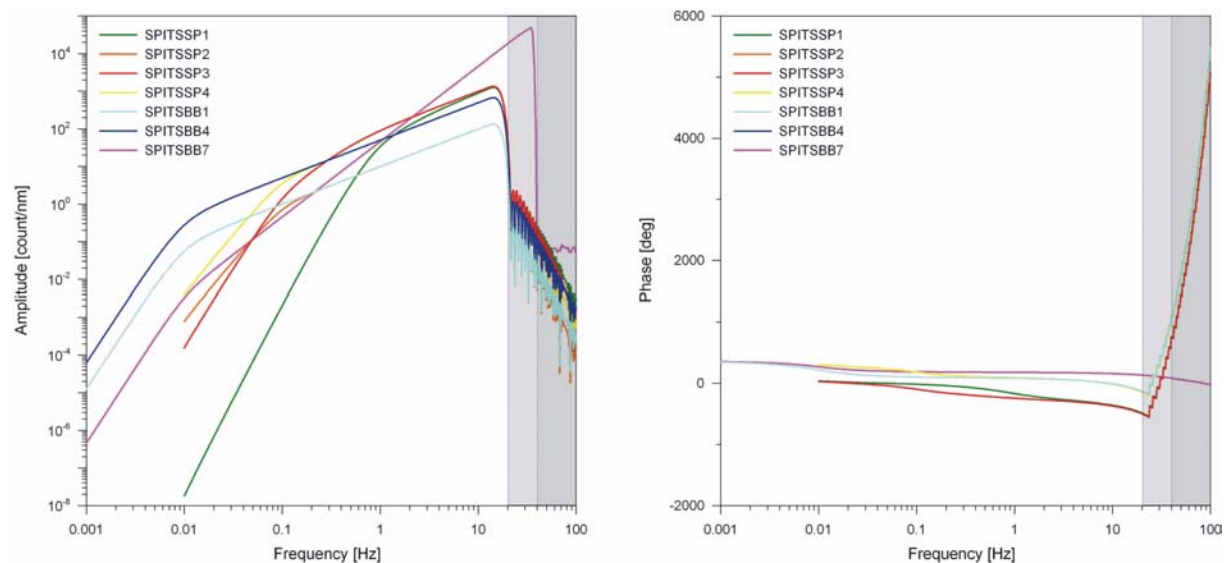 SPITSSP1
SPITSSP2
SPITSSP3
SPITSSP4
SPITSBB1
SPITSBB4
SPITSBB7
10^4
10^2
10^0
10^-2
10^-4
10^-6
10^-8
Amplitude [count/nm]
0.001 0.01 0.1 1 10 100
Frequency [Hz]
SPITSSP1
SPITSSP2
SPITSSP3
SPITSSP4
SPITSBB1
SPITSBB4
SPITSBB7
6000
4000
2000
0
-2000
Phase [deg]
0.001 0.01 0.1 1 10 100
Frequency [Hz]